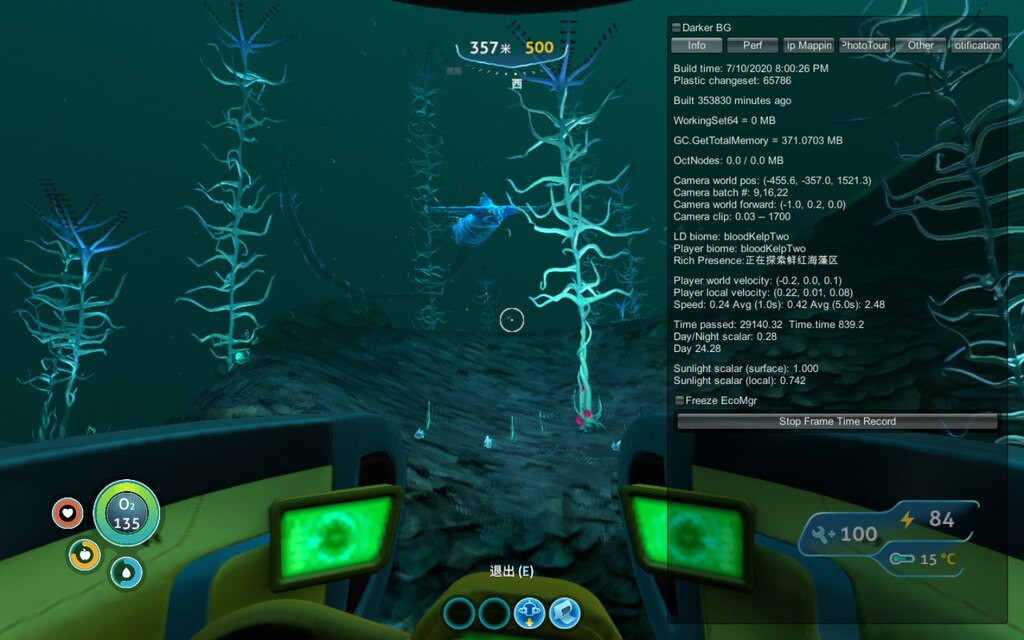 357米 500
西南
西
Darker BG
Info Perf ip Mappin PhotoTour Other otification
Build time: 7/10/2020 8:00:26 PM
Plastic changeset: 65786
Built 353830 minutes ago
WorkingSet64 = 0 MB
GC.GetTotalMemory = 371.0703 MB
OctNodes: 0.0 / 0.0 MB
Camera world pos: (-455.6, -357.0, 1521.3)
Camera batch #: 9,16,22
Camera world forward: (-1.0, 0.2, 0.0)
Camera clip: 0.03 -- 1700
LD biome: bloodKelpTwo
Player biome: bloodKelpTwo
Rich Presence:正在探索鲜红海藻区
Player world velocity: (-0.2, 0.0, 0.1)
Player local velocity: (0.22, 0.01, 0.08)
Speed: 0.24 Avg (1.0s): 0.42 Avg (5.0s): 2.48
Time passed: 29140.32 Time.time 839.2
Day/Night scalar: 0.28
Day 24.28
Sunlight scalar (surface): 1.000
Sunlight scalar (local): 0.742
Freeze EcoMgr
Stop Frame Time Record
O₂
135
100
84
15 °C
退出 (E)